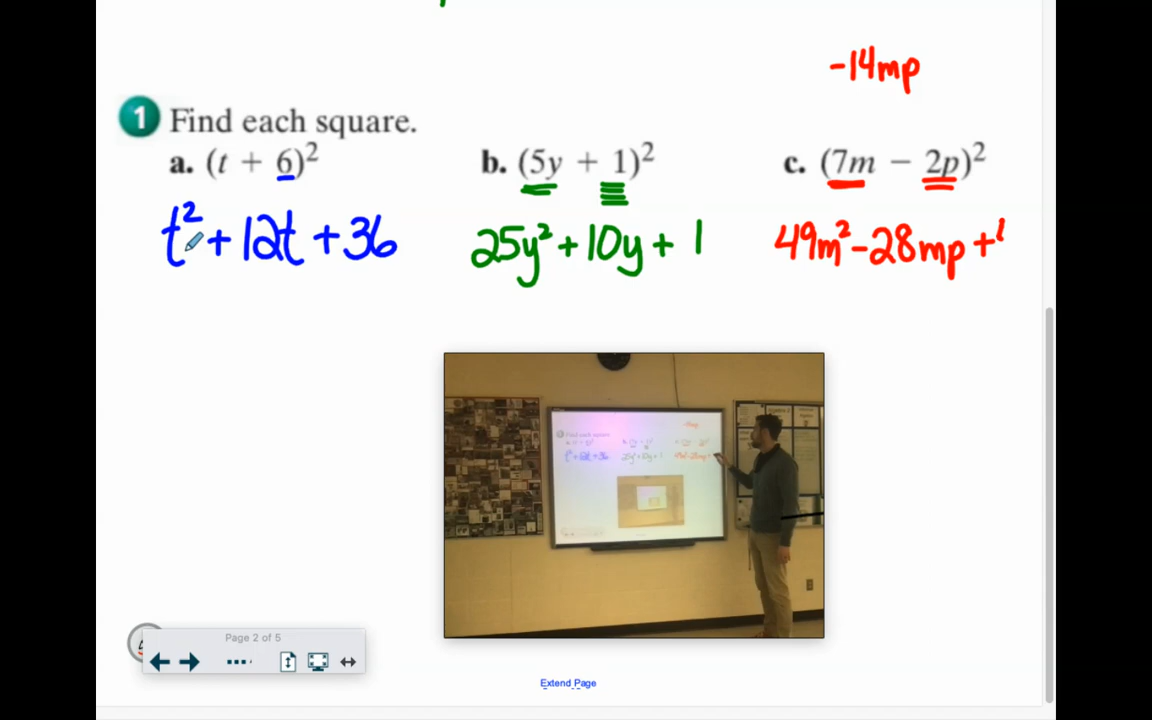 -14mp
1 Find each square.
a. (t + 6)² b. (5y + 1)² c. (7m − 2p)²
t² + 12t + 36 25y² + 10y + 1 49m² - 28mp +
Page 2 of 5
Extend Page